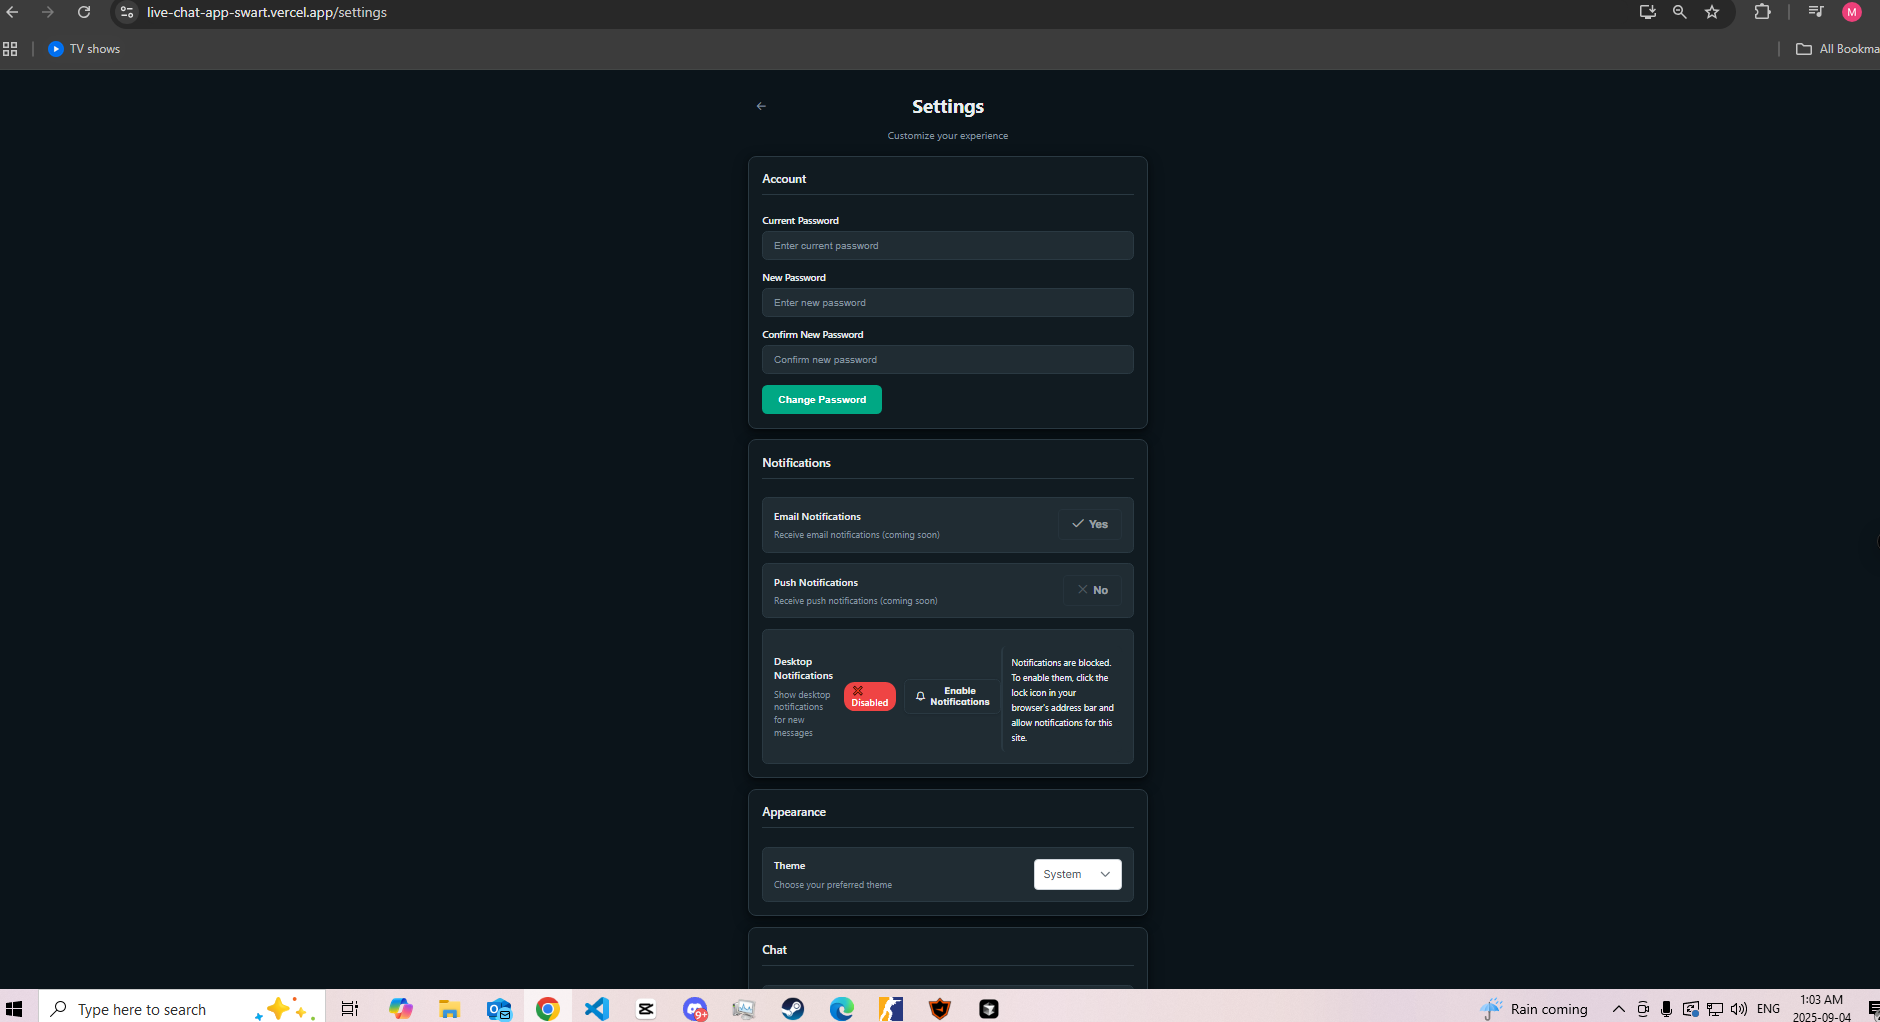 live-chat-app-swart.vercel.app/settings
M
TV shows
All Bookma
Settings
Customize your experience
Account
Current Password
Enter current password
New Password
Enter new password
Confirm New Password
Confirm new password
Change Password
Notifications
Email Notifications
Receive email notifications (coming soon)
Yes
Push Notifications
Receive push notifications (coming soon)
No
Desktop
Notifications
Show desktop
notifications
for new
messages
Disabled
Enable
Notifications
Notifications are blocked.
To enable them, click the
lock icon in your
browser's address bar and
allow notifications for this
site.
Appearance
Theme
Choose your preferred theme
System
Chat
Type here to search
9+
Rain coming
ENG
1:03 AM
2025-09-04